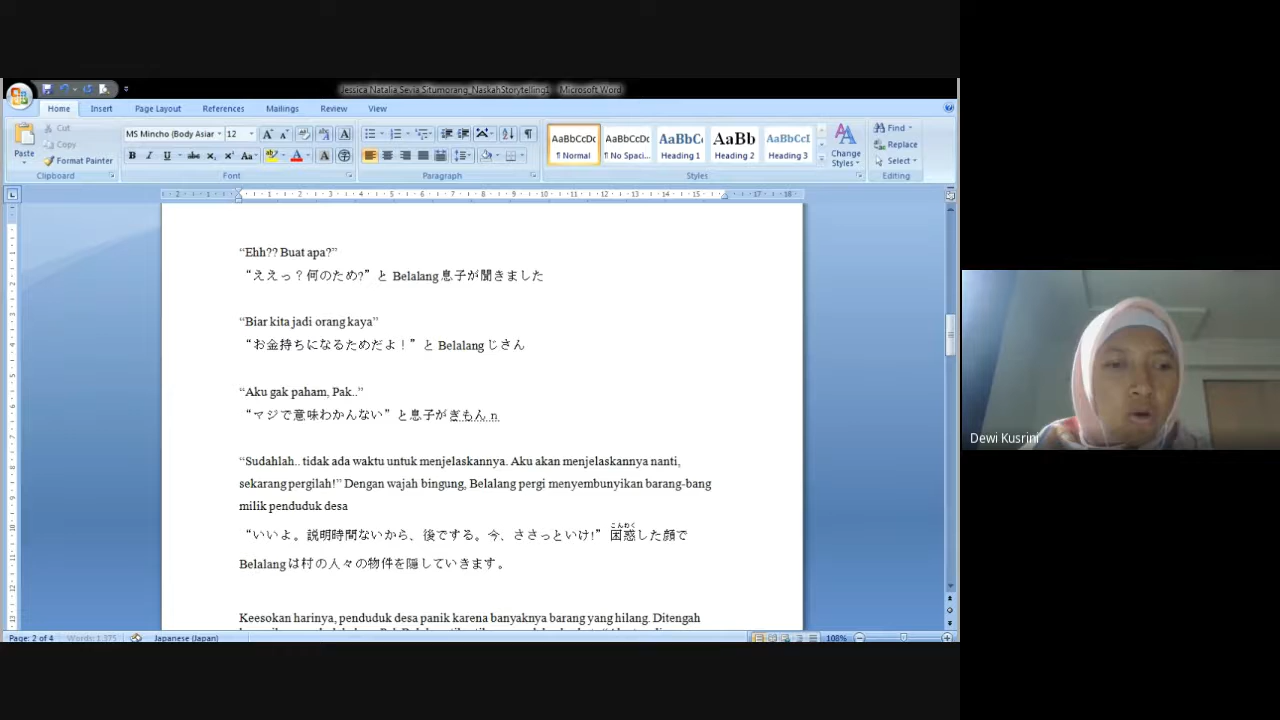 Jessica Natalia Sevia Situmorang_NaskahStorytelling1 - Microsoft Word
Home Insert Page Layout References Mailings Review View
Paste
Cut
Copy
Format Painter
Clipboard
MS Mincho (Body Asian 12
Font
Paragraph
AaBbCcDc AaBbCcDc AaBbC AaBb AaBbCcI
¶ Normal ¶ No Spaci... Heading 1 Heading 2 Heading 3
Change Styles
Styles
Find
Replace
Select
Editing
“Ehh?? Buat apa?”
“ええっ？何のため?”と Belalang 息子が聞きました
“Biar kita jadi orang kaya”
“お金持ちになるためだよ！”と Belalang じさん
“Aku gak paham, Pak..”
“マジで意味わかんない”と息子がぎもん n
“Sudahlah.. tidak ada waktu untuk menjelaskannya. Aku akan menjelaskannya nanti,
sekarang pergilah!” Dengan wajah bingung, Belalang pergi menyembunyikan barang-bang
milik penduduk desa
こんわく
“いいよ。説明時間ないから、後でする。今、ささっといけ!” 困惑した顔で
Belalang は村の人々の物件を隠していきます。
Keesokan harinya, penduduk desa panik karena banyaknya barang yang hilang. Ditengah
Page: 2 of 4 Words: 1,375 Japanese (Japan) 108%
Dewi Kusrini